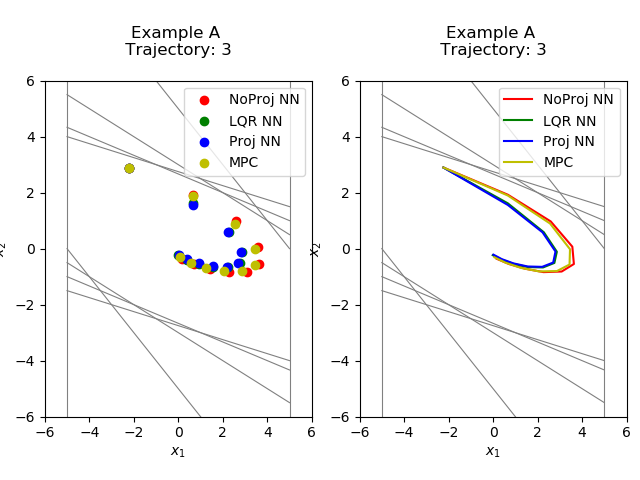 Example A
Trajectory: 3
6
4
2
0
−2
−4
−6
x₂
−6
−4
−2
0
2
4
6
x₁
NoProj NN
LQR NN
Proj NN
MPC
Example A
Trajectory: 3
6
4
2
0
−2
−4
−6
x₂
−6
−4
−2
0
2
4
6
x₁
NoProj NN
LQR NN
Proj NN
MPC